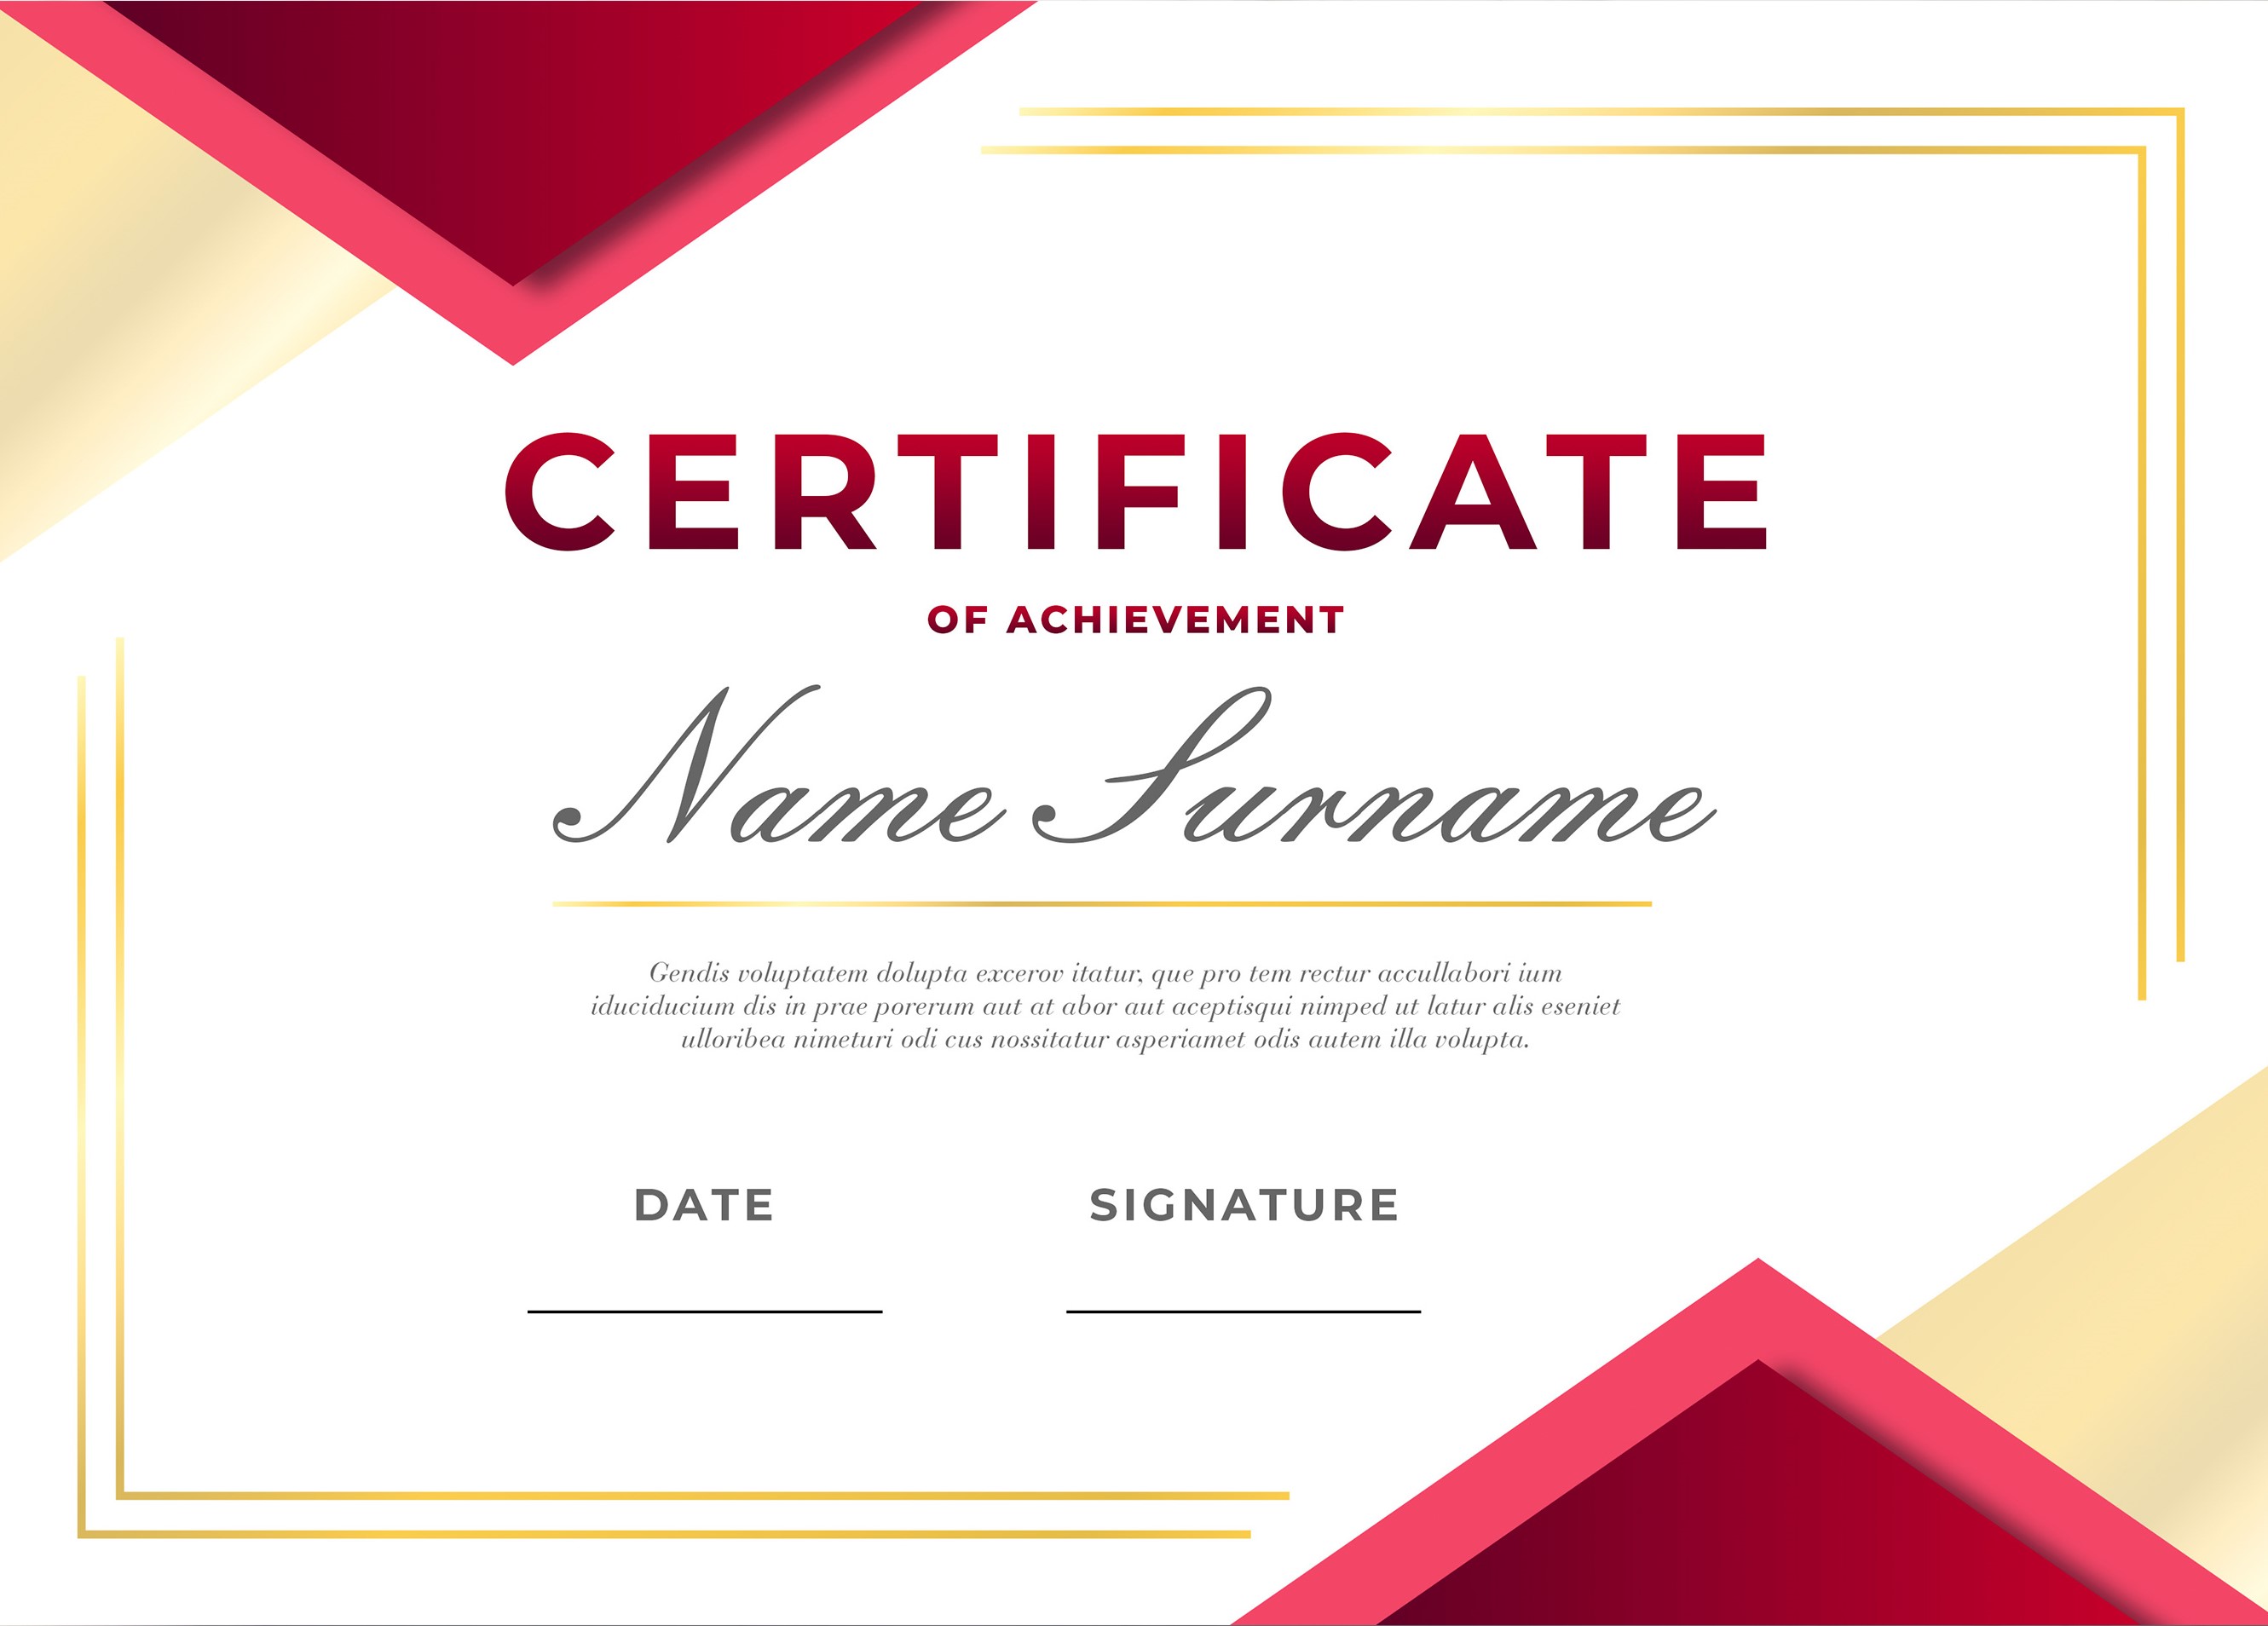 CERTIFICATE
OF ACHIEVEMENT
Name Surname
Gendis voluptatem dolupta excerov itatur, que pro tem rectur accullabori ium
iduciducium dis in prae porerum aut at abor aut aceptisqui nimped ut latur alis eseniet
ulloribea nimeturi odi cus nossitatur asperiamet odis autem illa volupta.
DATE SIGNATURE